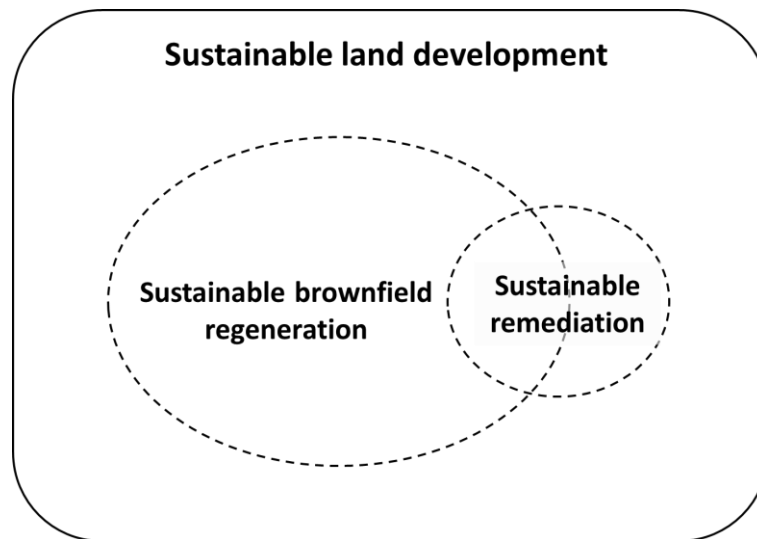 Sustainable land development
Sustainable brownfield
regeneration
Sustainable
remediation